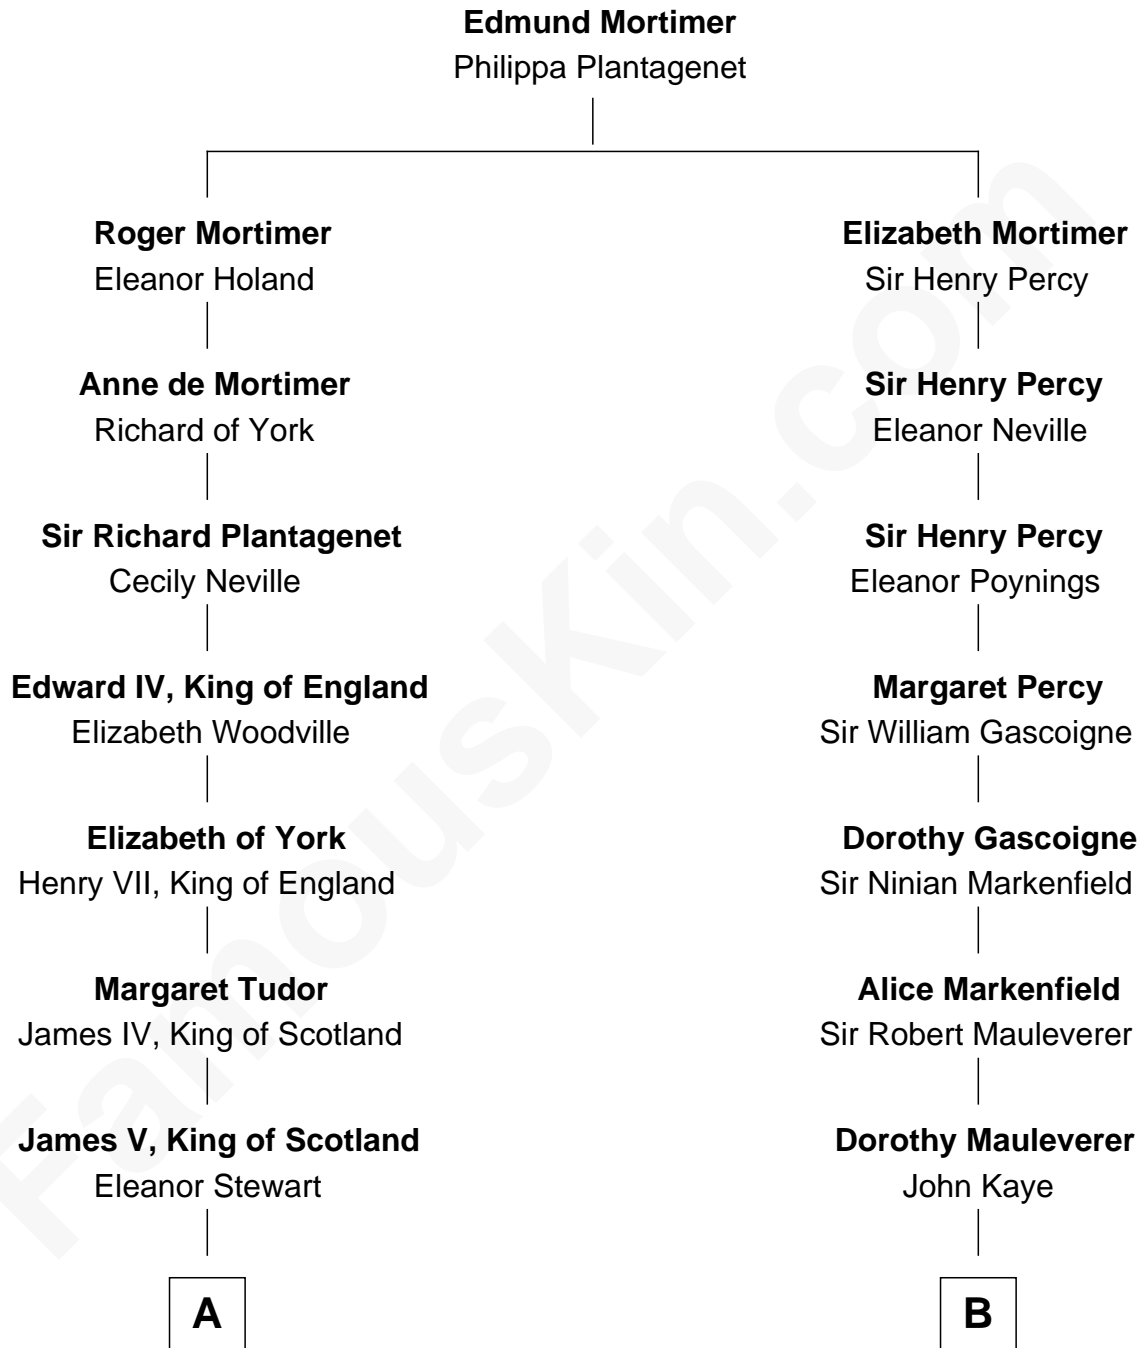 Edmund Mortimer
Philippa Plantagenet
Roger Mortimer
Eleanor Holand
Anne de Mortimer
Richard of York
Sir Richard Plantagenet
Cecily Neville
Edward IV, King of England
Elizabeth Woodville
Elizabeth of York
Henry VII, King of England
Margaret Tudor
James IV, King of Scotland
James V, King of Scotland
Eleanor Stewart
A
Elizabeth Mortimer
Sir Henry Percy
Sir Henry Percy
Eleanor Neville
Sir Henry Percy
Eleanor Poynings
Margaret Percy
Sir William Gascoigne
Dorothy Gascoigne
Sir Ninian Markenfield
Alice Markenfield
Sir Robert Mauleverer
Dorothy Mauleverer
John Kaye
B
FamousKin.com